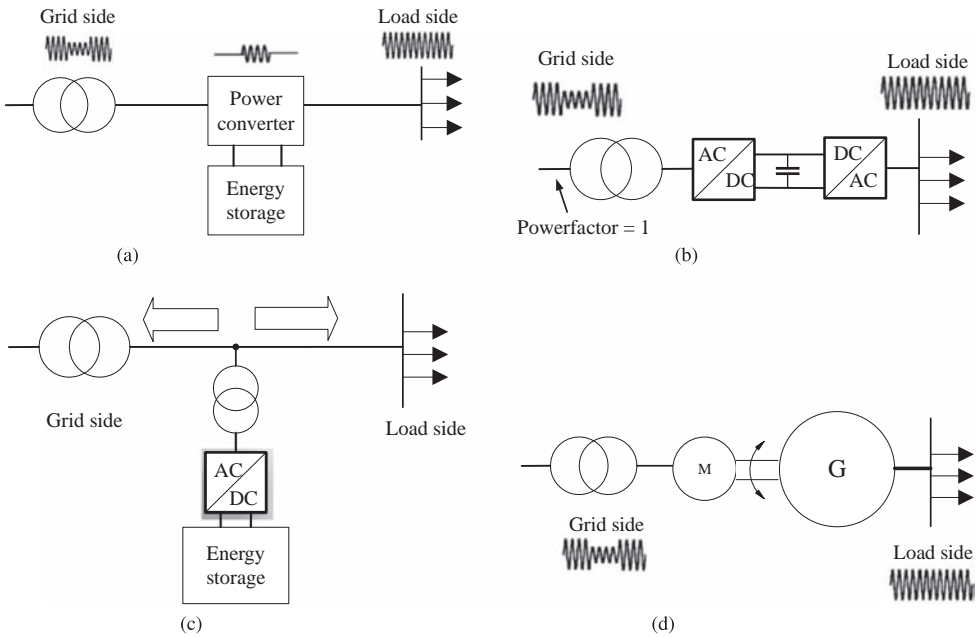 Grid side
Load side
Power
converter
Energy
storage
(a)
Grid side
Load side
AC
DC
DC
AC
Powerfactor = 1
(b)
Grid side
Load side
AC
DC
Energy
storage
(c)
M
G
Grid side
Load side
(d)